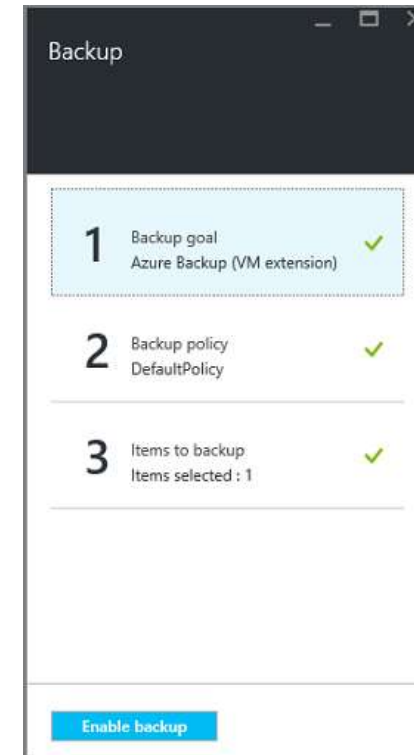 Backup
1
Backup goal
Azure Backup (VM extension)
2
Backup policy
DefaultPolicy
3
Items to backup
Items selected : 1
Enable backup